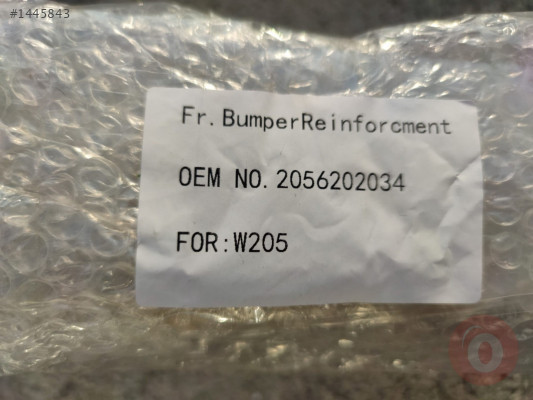 #1445843
Fr. BumperReinforcment
OEM NO. 2056202034
FOR:W205